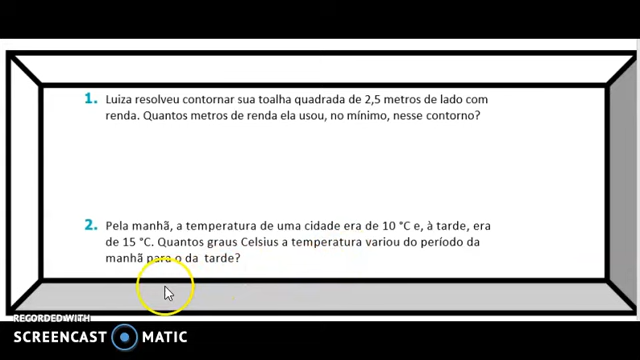 1. Luiza resolveu contornar sua toalha quadrada de 2,5 metros de lado com
renda. Quantos metros de renda ela usou, no mínimo, nesse contorno?
2. Pela manhã, a temperatura de uma cidade era de 10 °C e, à tarde, era
de 15 °C. Quantos graus Celsius a temperatura variou do período da
manhã para o da tarde?
RECORDED WITH
SCREENCAST MATIC